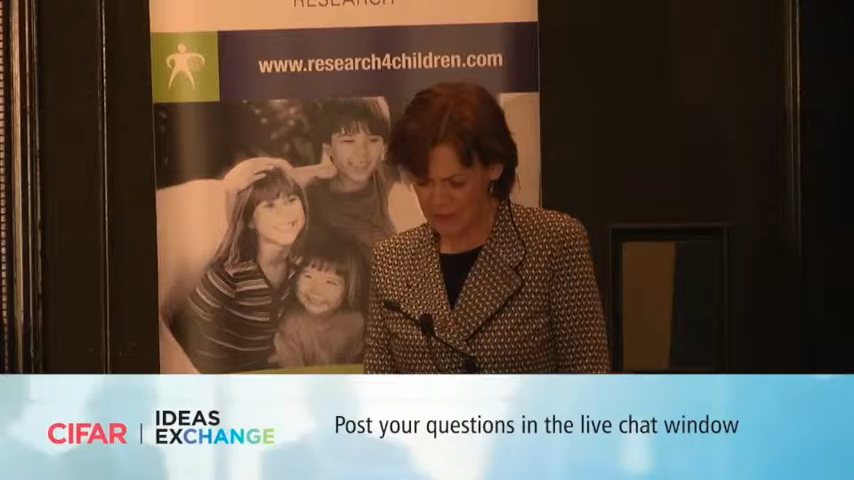 RESEARCH
www.research4children.com
CIFAR
IDEAS
EXCHANGE
Post your questions in the live chat window